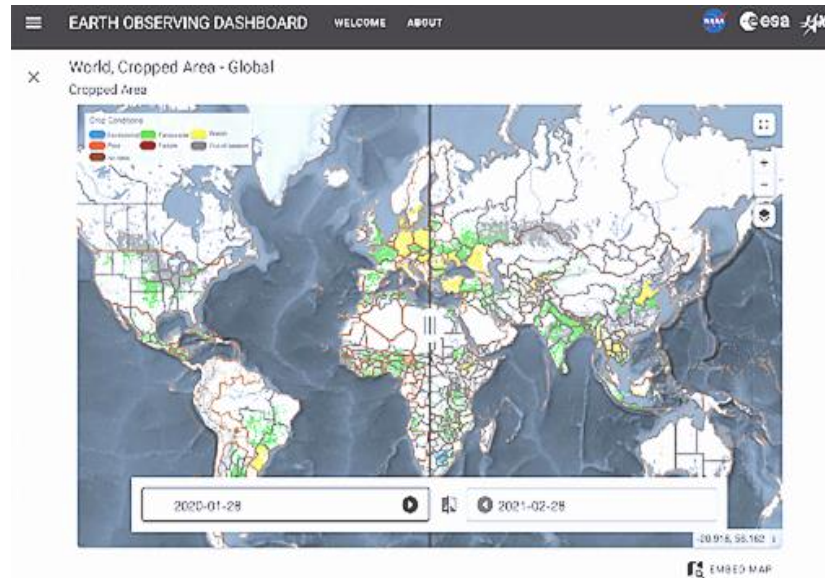 EARTH OBSERVING DASHBOARD WELCOME ABOUT
NASA esa
World, Cropped Area - Global
Cropped Area
Crop Conditions
Exceptional Favourable Watch
Poor Failure Out of season
No data
2020-01-28 2021-02-28
EMBED MAP